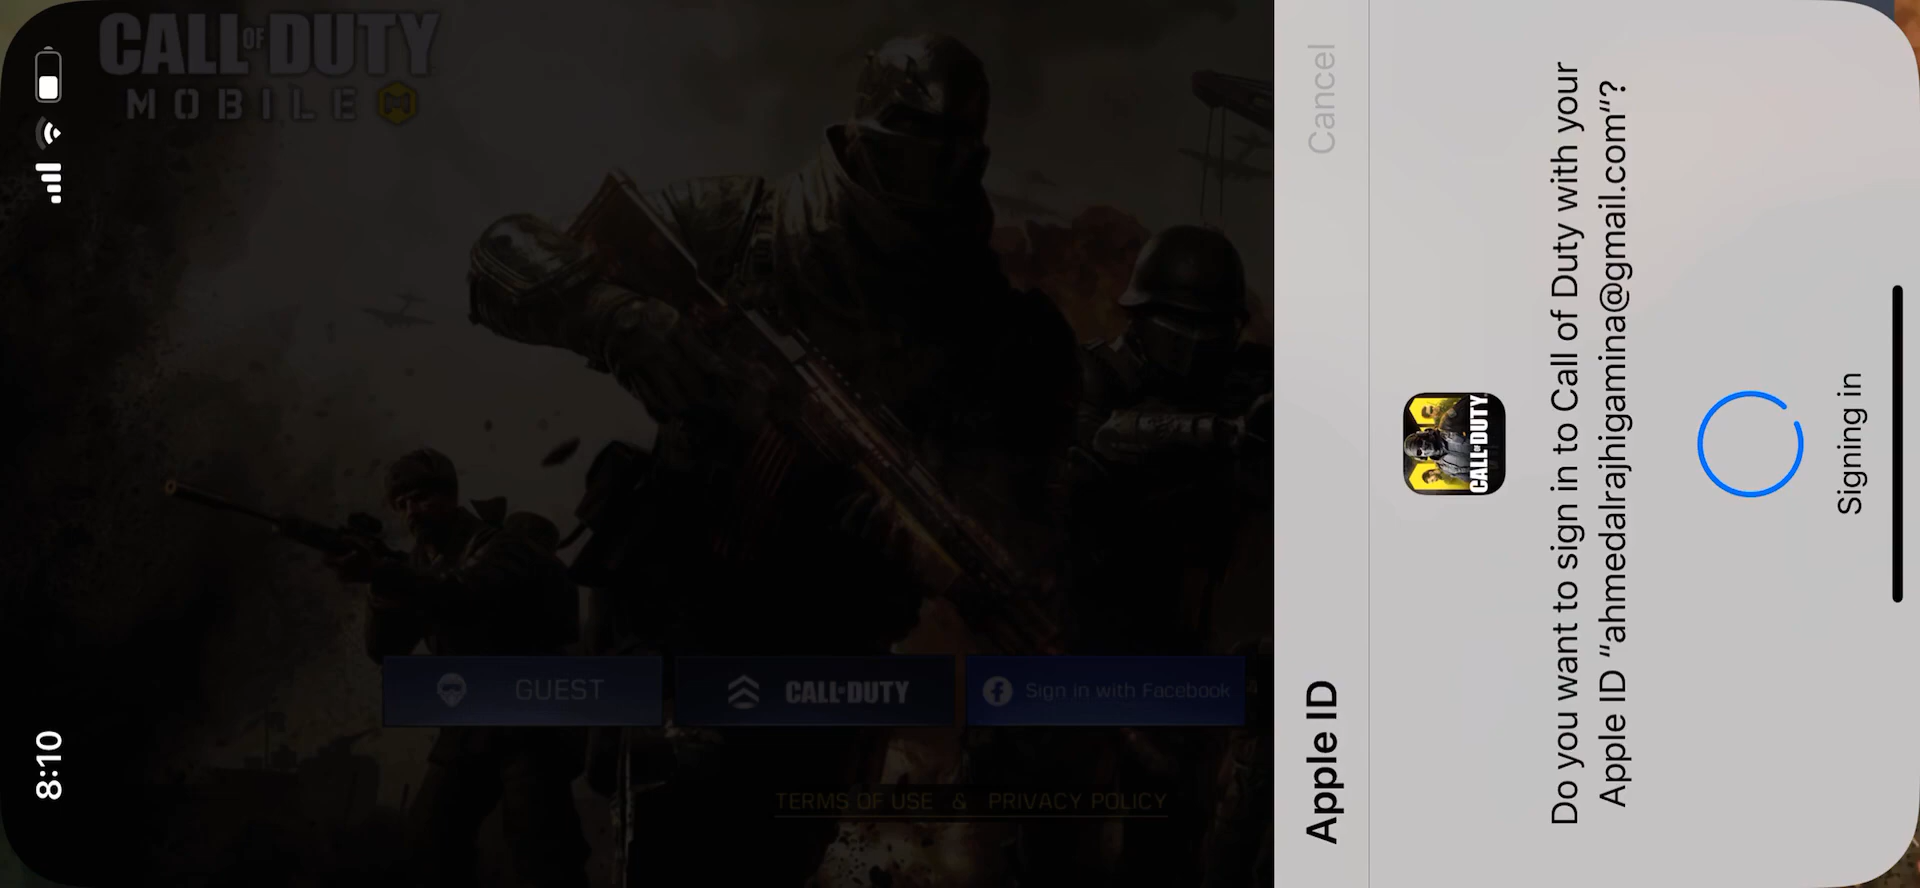 8:10
CALL OF DUTY
MOBILE
GUEST
CALL·DUTY
Sign in with Facebook
TERMS OF USE & PRIVACY POLICY
Apple ID
Cancel
CALL·DUTY
Do you want to sign in to Call of Duty with your
Apple ID “ahmedalrajhigamina@gmail.com”?
Signing in